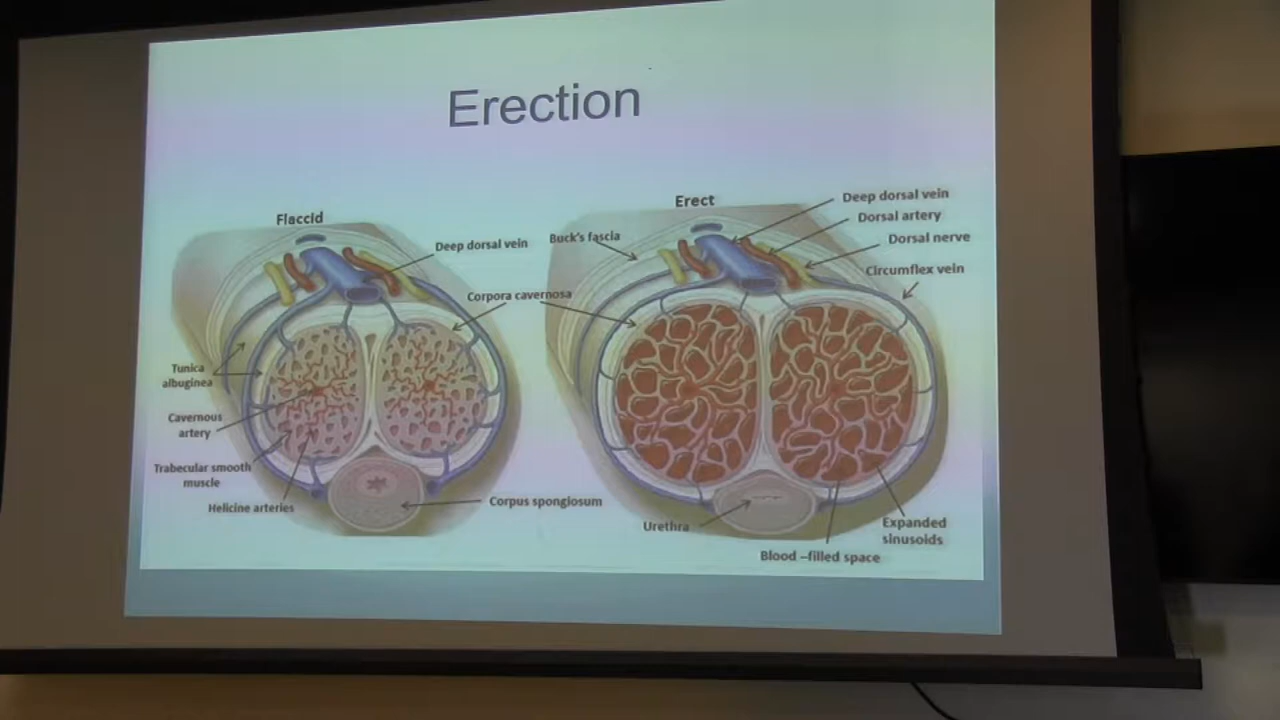 Erection
Flaccid
Deep dorsal vein
Corpora cavernosa
Tunica
albuginea
Cavernous
artery
Trabecular smooth
muscle
Helicine arteries
Corpus spongiosum
Erect
Buck's fascia
Deep dorsal vein
Dorsal artery
Dorsal nerve
Circumflex vein
Urethra
Expanded
sinusoids
Blood –filled space